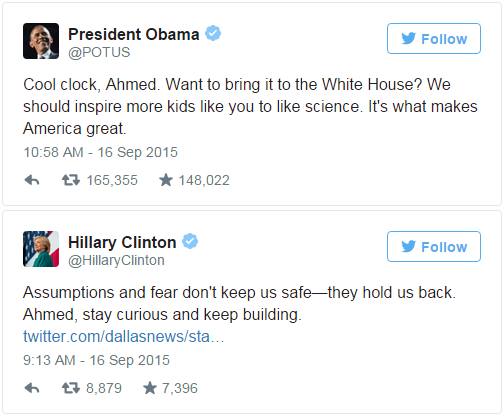 President Obama
Follow
@POTUS
Cool clock, Ahmed. Want to bring it to the White House? We
should inspire more kids like you to like science. It's what makes
America great.
10:58 AM - 16 Sep 2015
165,355 148,022
Hillary Clinton
Follow
@HillaryClinton
Assumptions and fear don't keep us safe—they hold us back.
Ahmed, stay curious and keep building.
twitter.com/dallasnews/sta…
9:13 AM - 16 Sep 2015
8,879 7,396